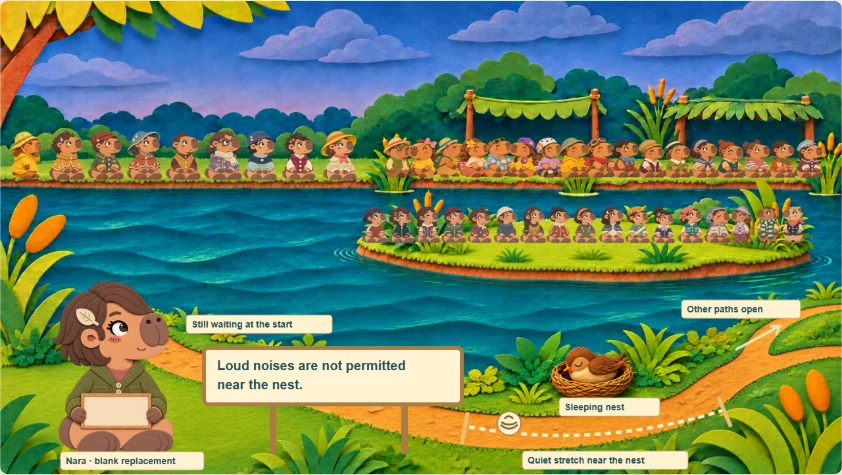 Other paths open
Still waiting at the start
Loud noises are not permitted
near the nest.
Sleeping nest
Nara · blank replacement
Quiet stretch near the nest